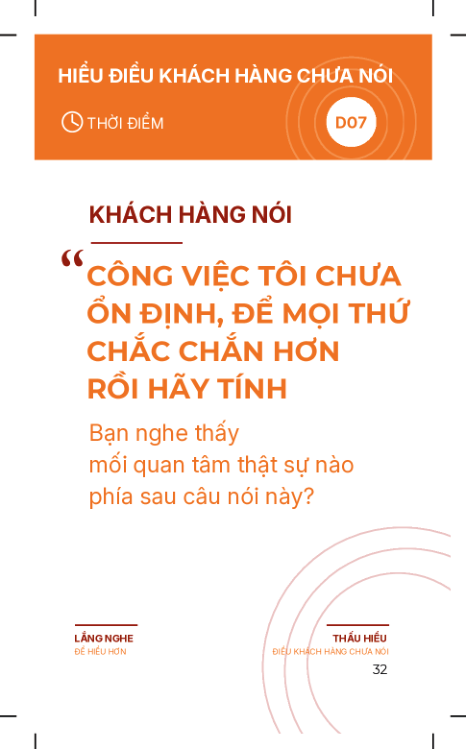 HIỂU ĐIỀU KHÁCH HÀNG CHƯA NÓI
THỜI ĐIỂM
D07
KHÁCH HÀNG NÓI
“
CÔNG VIỆC TÔI CHƯA
ỔN ĐỊNH, ĐỂ MỌI THỨ
CHẮC CHẮN HƠN
RỒI HÃY TÍNH
Bạn nghe thấy
mối quan tâm thật sự nào
phía sau câu nói này?
LẮNG NGHE
ĐỂ HIỂU HƠN
THẤU HIỂU
ĐIỀU KHÁCH HÀNG CHƯA NÓI
32